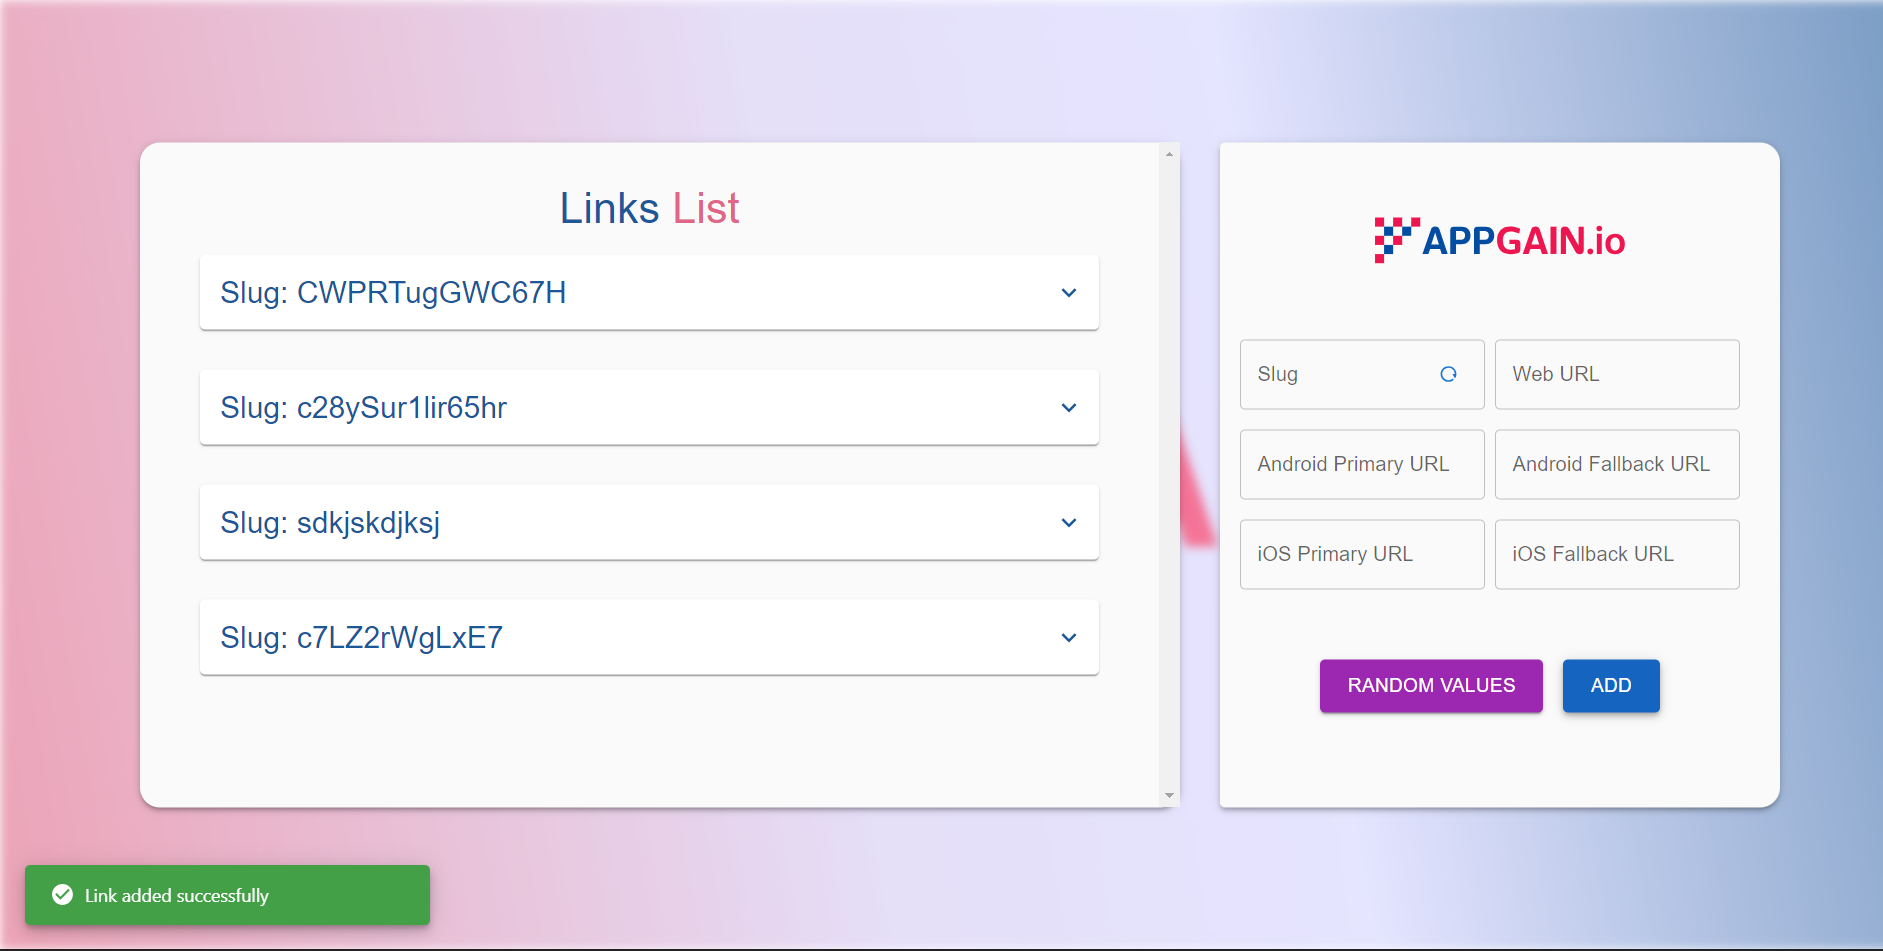 Links List
Slug: CWPRTugGWC67H
Slug: c28ySur1lir65hr
Slug: sdkjskdjksj
Slug: c7LZ2rWgLxE7
APPGAIN.io
Slug
Web URL
Android Primary URL
Android Fallback URL
iOS Primary URL
iOS Fallback URL
RANDOM VALUES
ADD
Link added successfully